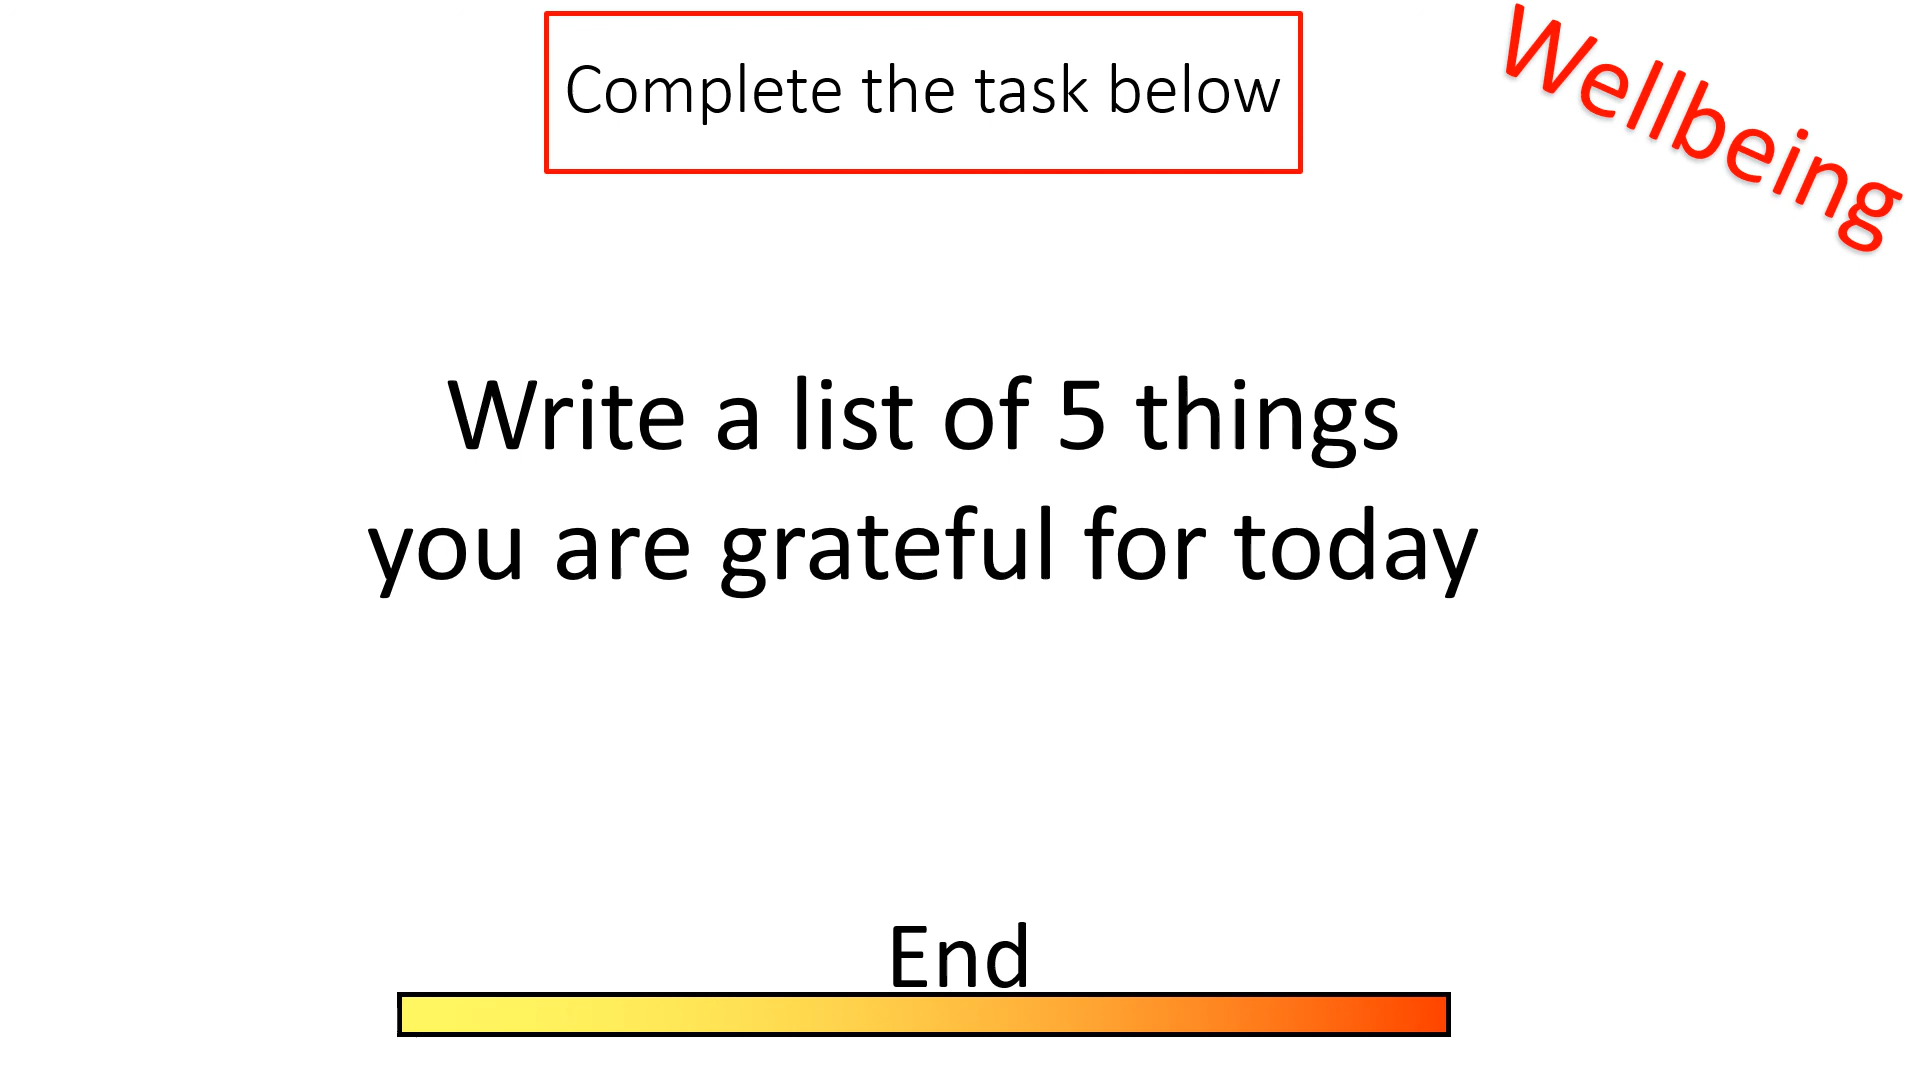 Complete the task below
Wellbeing
Write a list of 5 things
you are grateful for today
End